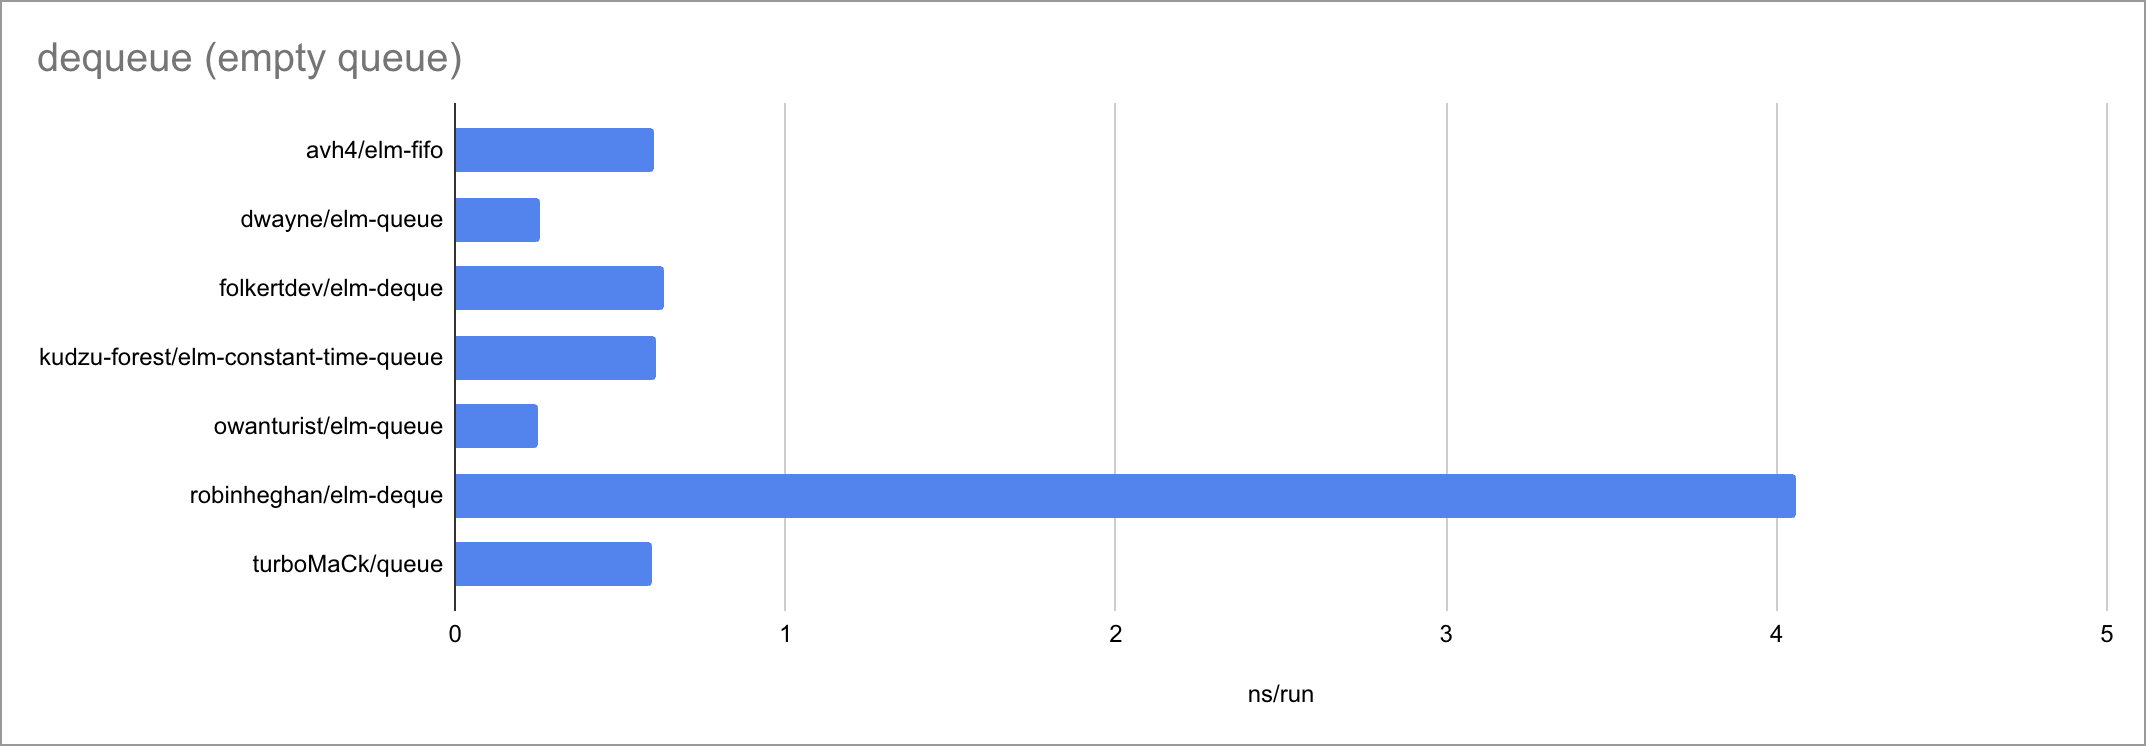 dequeue (empty queue)
avh4/elm-fifo
dwayne/elm-queue
folkertdev/elm-deque
kudzu-forest/elm-constant-time-queue
owanturist/elm-queue
robinheghan/elm-deque
turboMaCk/queue
0 1 2 3 4 5
ns/run